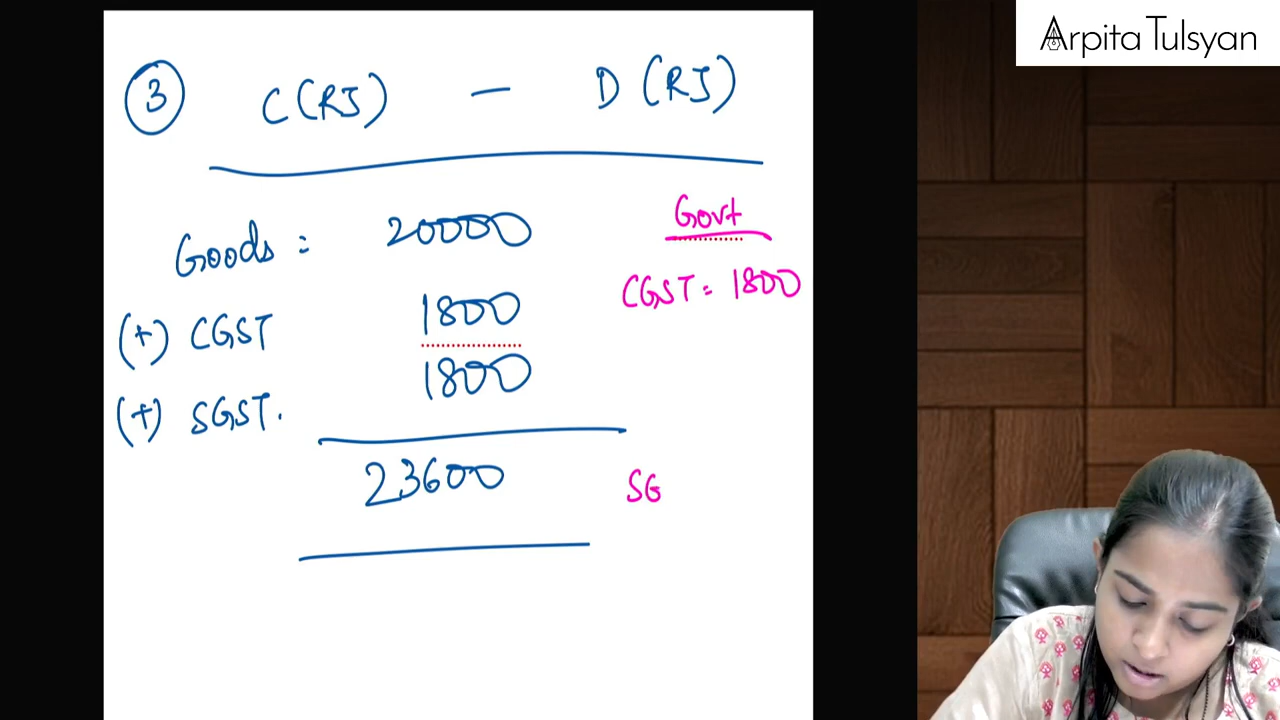 Arpita Tulsyan
3 C(RJ) — D(RJ)
Goods : 20000
Govt
(+) CGST 1800
CGST = 1800
(+) SGST. 1800
23600
SG